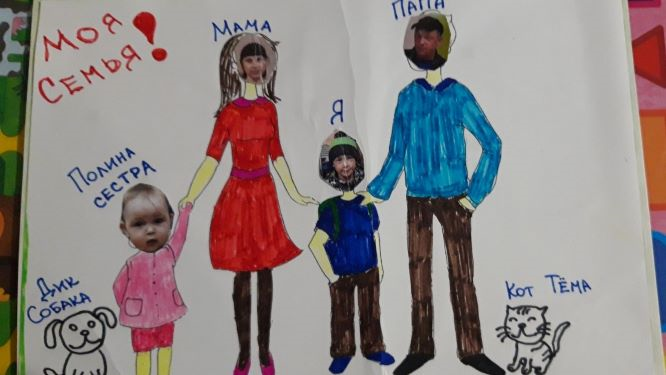 Моя
Семья!
Мама
Папа
Я
Полина
сестра
Дик
Собака
Кот Тёма